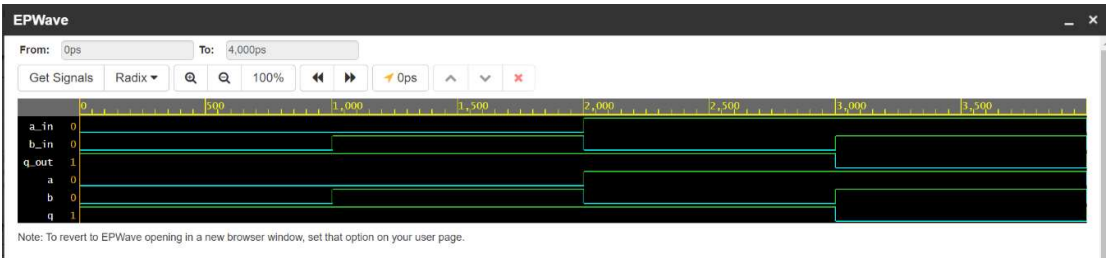 EPWave
From: 0ps To: 4,000ps
Get Signals Radix 100% 0ps
0 500 1,000 1,500 2,000 2,500 3,000 3,500
a_in 0
b_in 0
q_out 1
a 0
b 0
q 1
Note: To revert to EPWave opening in a new browser window, set that option on your user page.